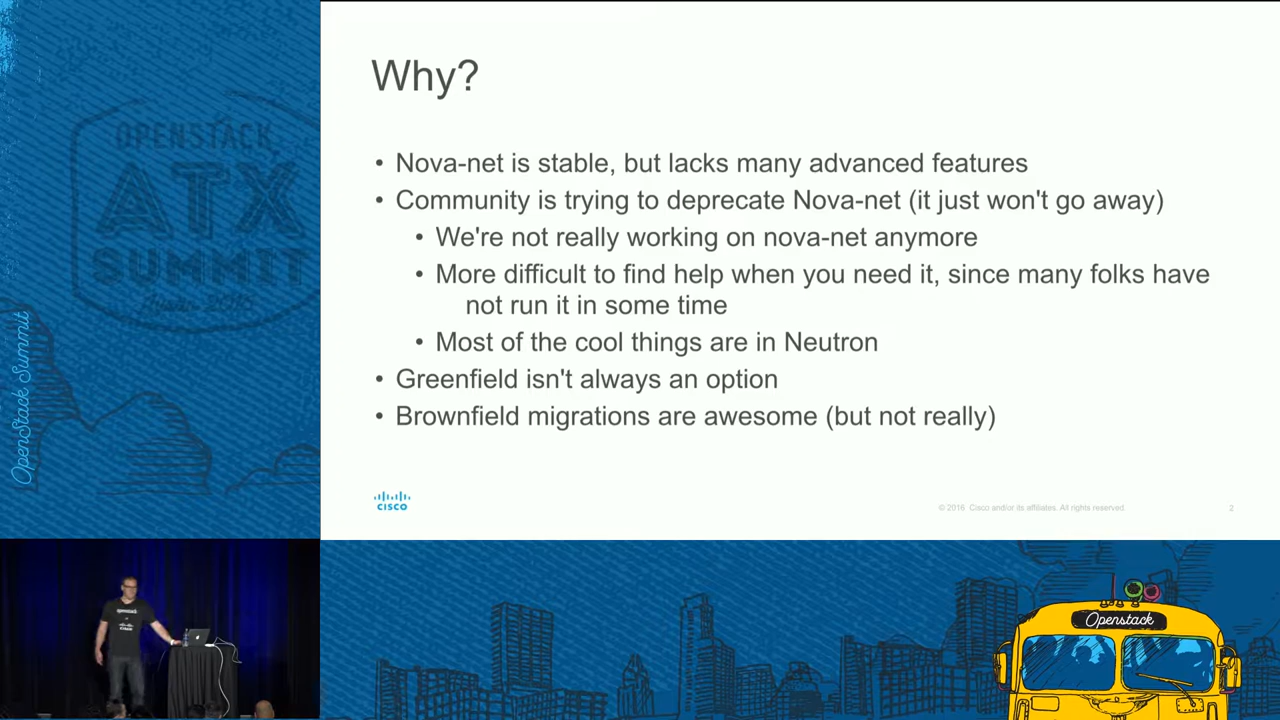 Why?
• Nova-net is stable, but lacks many advanced features
• Community is trying to deprecate Nova-net (it just won't go away)
• We're not really working on nova-net anymore
• More difficult to find help when you need it, since many folks have
not run it in some time
• Most of the cool things are in Neutron
• Greenfield isn't always an option
• Brownfield migrations are awesome (but not really)
CISCO
© 2016 Cisco and/or its affiliates. All rights reserved.
2
OPENSTACK
ATX
SUMMIT
OpenStack Summit
openstack
Openstack